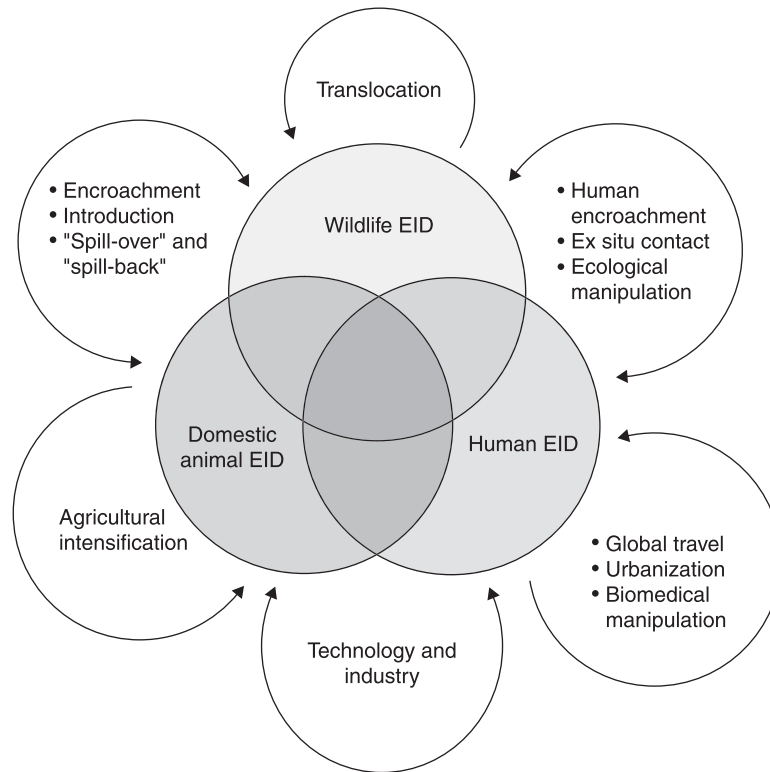 Translocation
• Encroachment
• Introduction
• "Spill-over" and
"spill-back"
Wildlife EID
• Human
encroachment
• Ex situ contact
• Ecological
manipulation
Domestic
animal EID
Human EID
Agricultural
intensification
• Global travel
• Urbanization
• Biomedical
manipulation
Technology and
industry